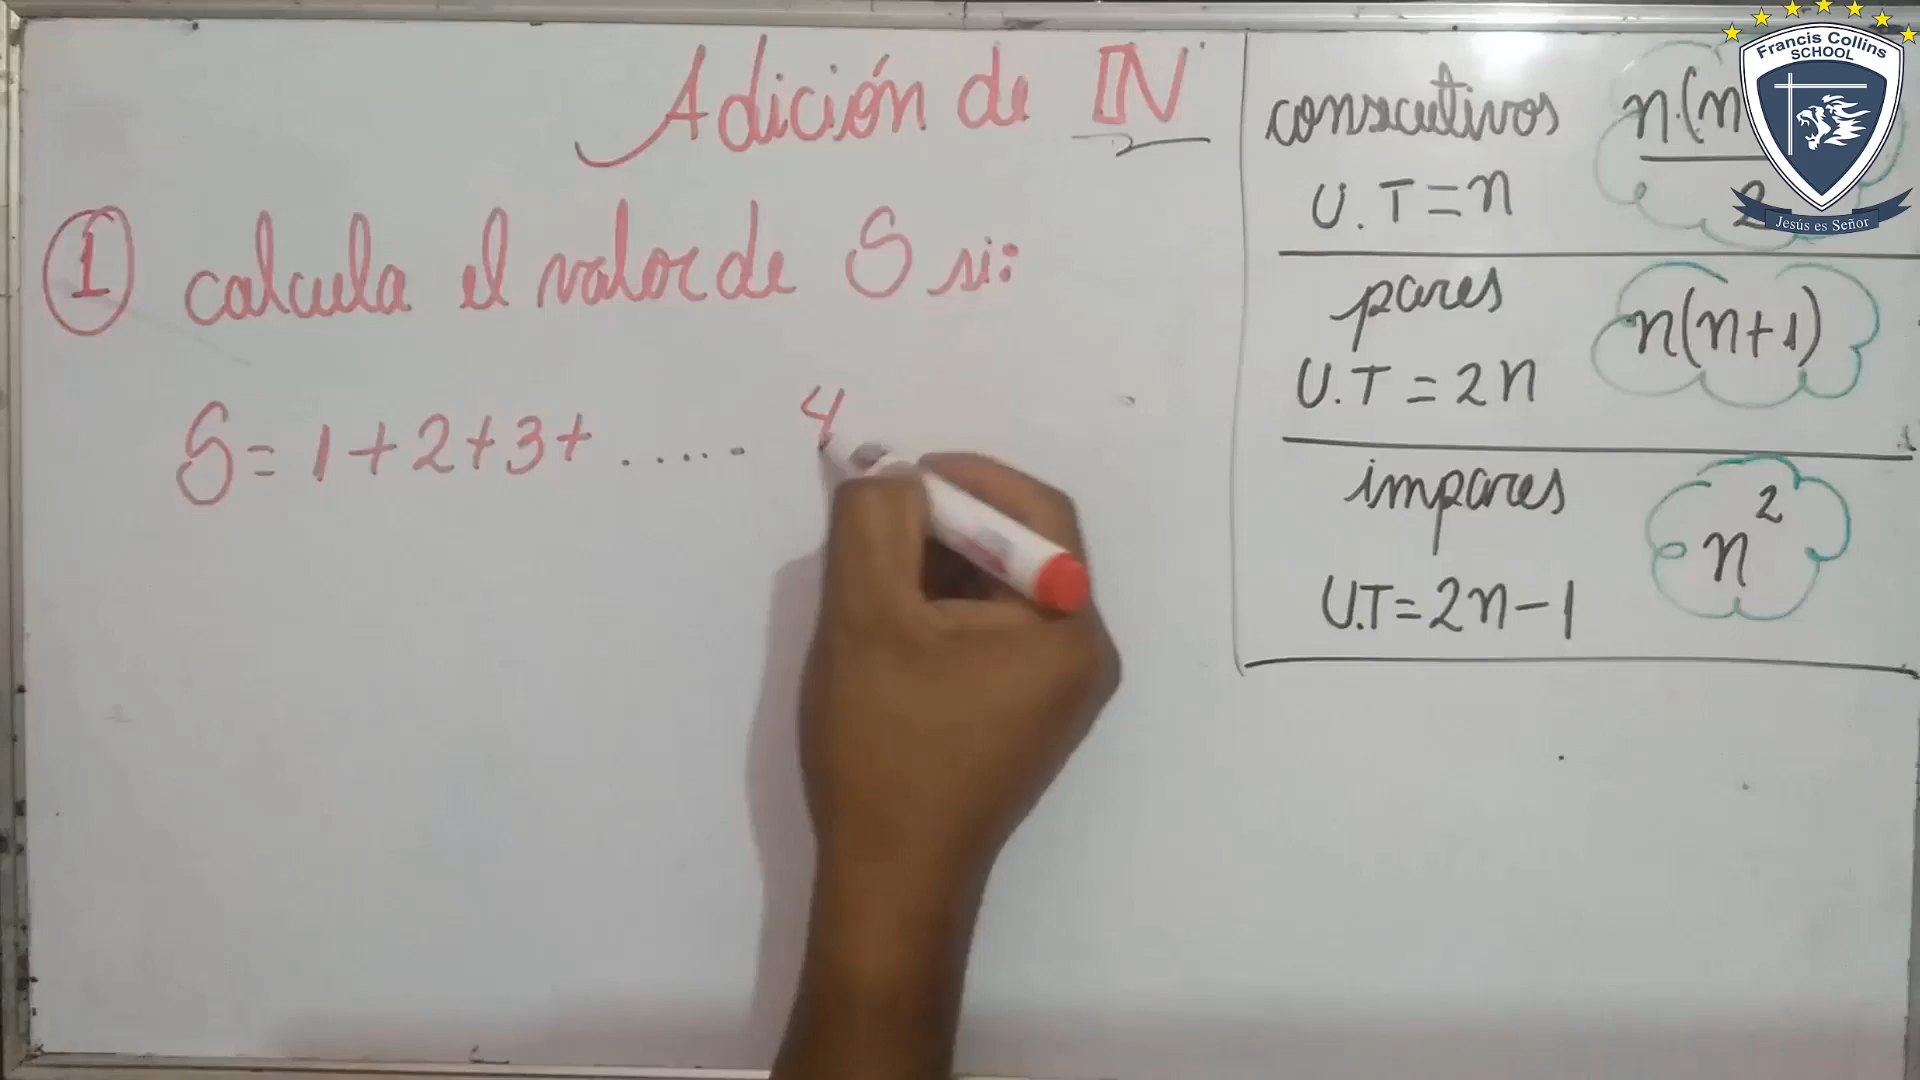 Adición de ℕ
① calcula el valor de S si:
S = 1 + 2 + 3 + ..... 4
consecutivos n(n
2
U.T = n
pares n(n+1)
U.T = 2n
impares n²
U.T = 2n - 1
Francis Collins
SCHOOL
Jesús es Señor